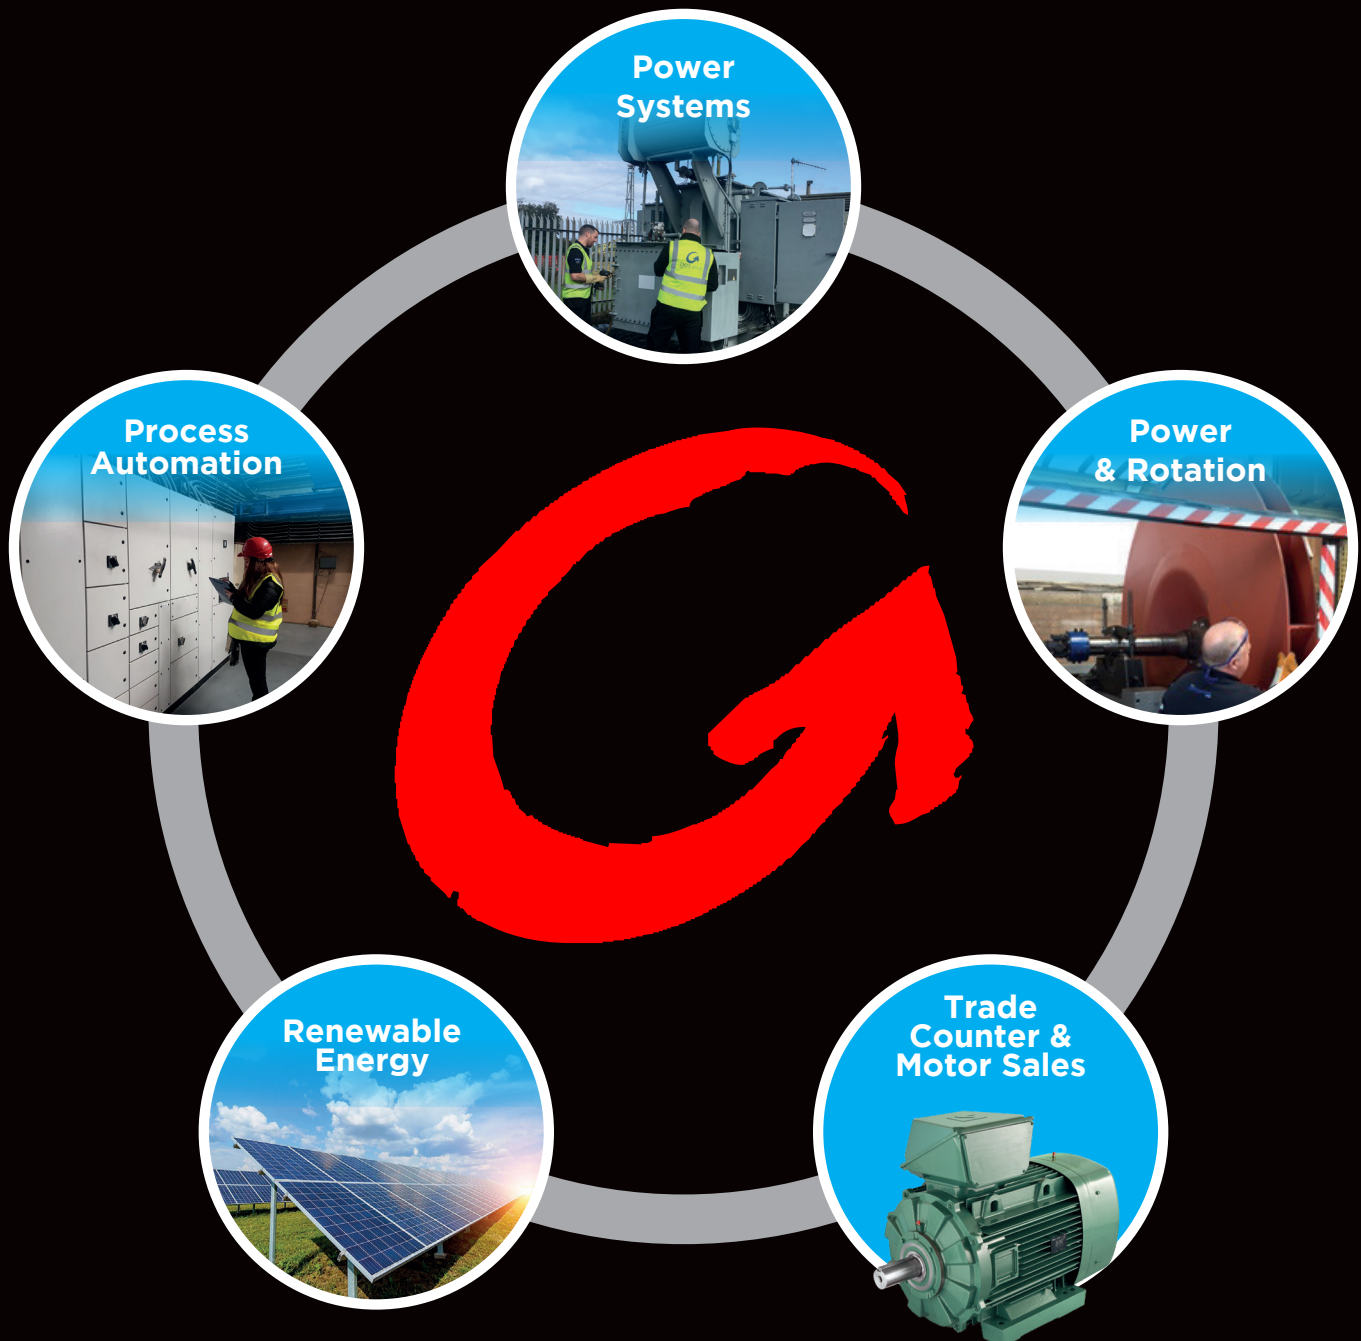 Power
Systems
Process
Automation
Power
& Rotation
Renewable
Energy
Trade
Counter &
Motor Sales